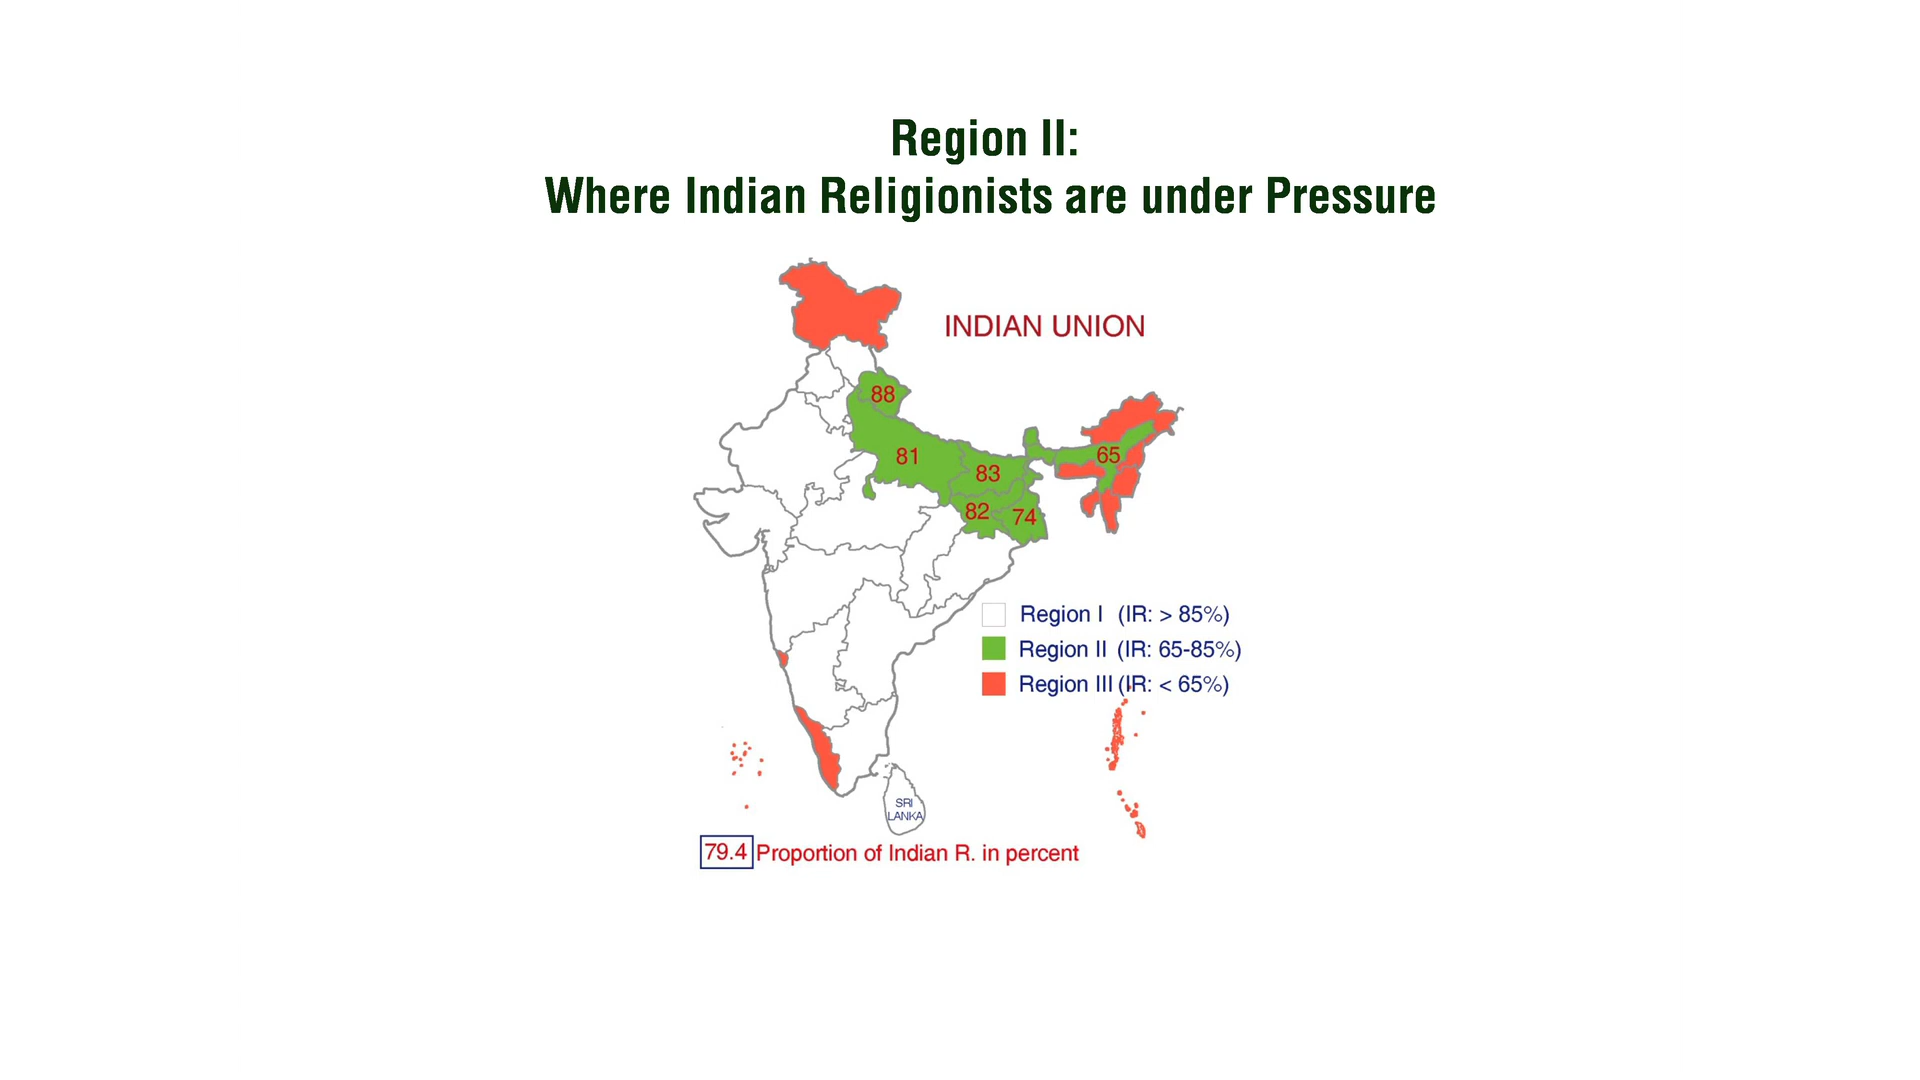 Region II:
Where Indian Religionists are under Pressure
INDIAN UNION
88
81
83
65
82
74
Region I (IR: > 85%)
Region II (IR: 65-85%)
Region III (IR: < 65%)
SRI
LANKA
79.4 Proportion of Indian R. in percent